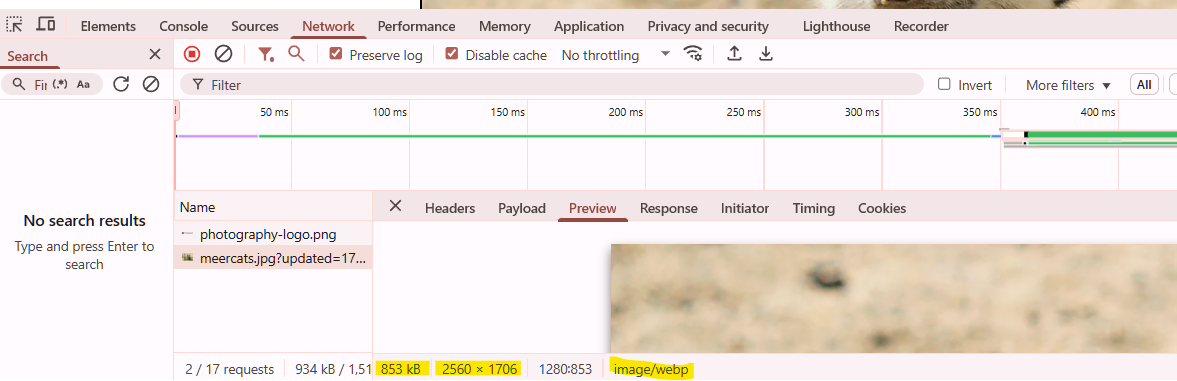 Elements Console Sources Network Performance Memory Application Privacy and security Lighthouse Recorder
Search
Preserve log Disable cache No throttling
(.*) Aa
Filter Invert More filters All
50 ms 100 ms 150 ms 200 ms 250 ms 300 ms 350 ms 400 ms
No search results
Type and press Enter to
search
Name
Headers Payload Preview Response Initiator Timing Cookies
photography-logo.png
meercats.jpg?updated=17...
2 / 17 requests 934 kB / 1,51 853 kB 2560 × 1706 1280:853 image/webp